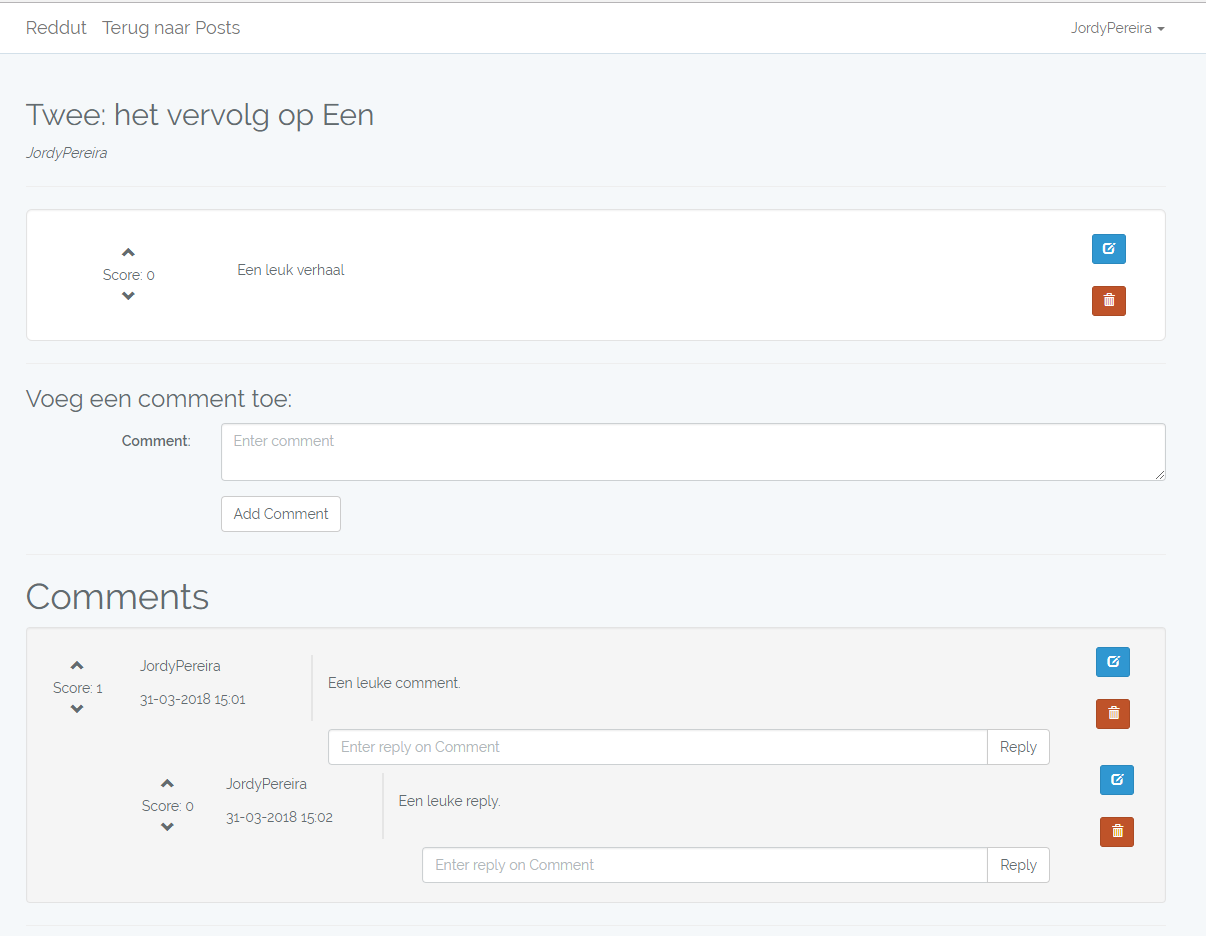 Reddut Terug naar Posts JordyPereira
Twee: het vervolg op Een
JordyPereira
Score: 0
Een leuk verhaal
Voeg een comment toe:
Comment: Enter comment
Add Comment
Comments
JordyPereira
Score: 1
31-03-2018 15:01
Een leuke comment.
Enter reply on Comment Reply
JordyPereira
Score: 0
31-03-2018 15:02
Een leuke reply.
Enter reply on Comment Reply